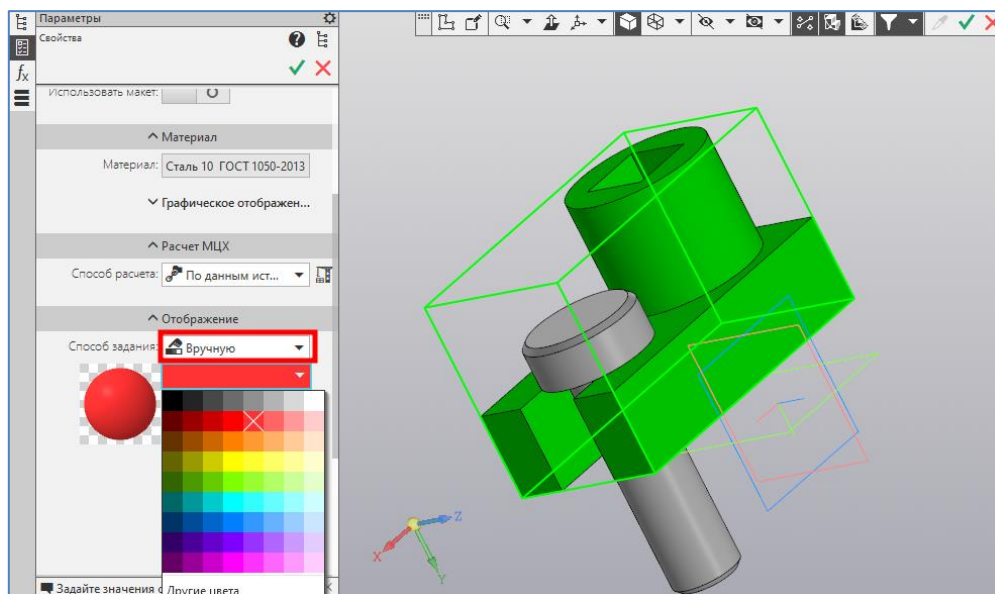 Параметры
Свойства
?
fx
Использовать макет:
Материал
Материал: Сталь 10 ГОСТ 1050-2013
Графическое отображен...
Расчет МЦХ
Способ расчета: По данным ист...
Отображение
Способ задания: Вручную
Z
X
Y
Задайте значения
Другие цвета